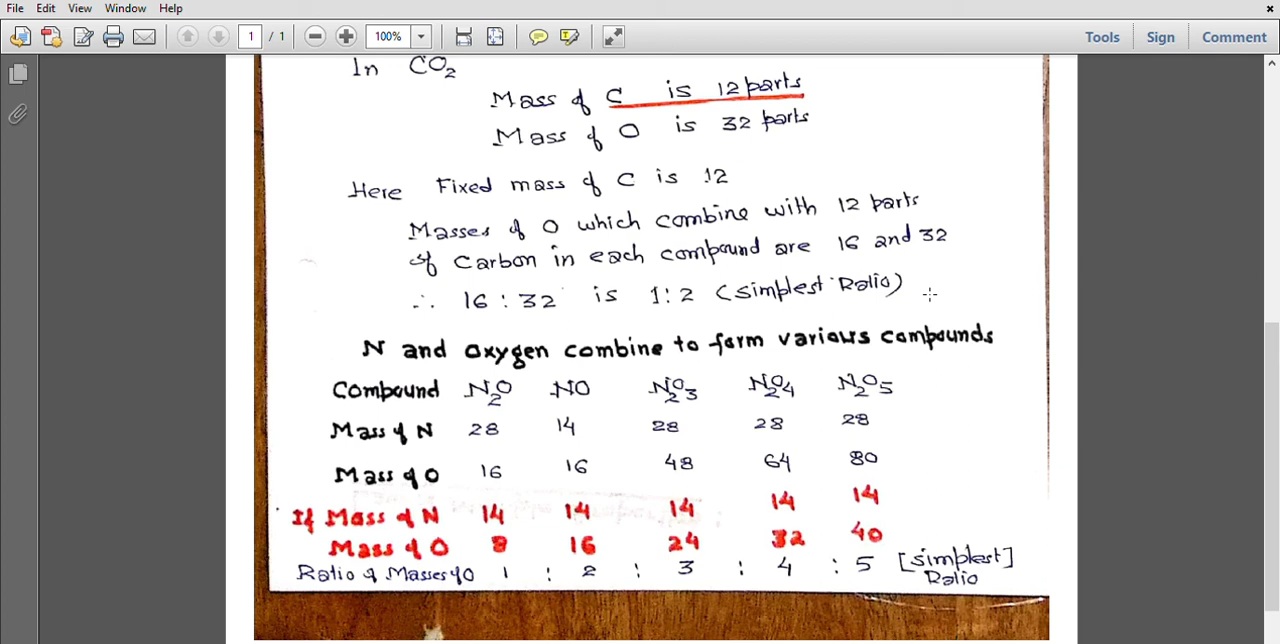 File Edit View Window Help
1 / 1 100% Tools Sign Comment
In CO₂
Mass of C is 12 parts
Mass of O is 32 parts
Here Fixed mass of C is 12
Masses of O which combine with 12 parts
of Carbon in each compound are 16 and 32
∴ 16 : 32 is 1:2 (Simplest Ratio)
N and oxygen combine to form various compounds
Compound N₂O NO N₂O₃ N₂O₄ N₂O₅
Mass of N 28 14 28 28 28
Mass of O 16 16 48 64 80
If Mass of N 14 14 14 14 14
Mass of O 8 16 24 32 40
Ratio of Masses of O 1 : 2 : 3 : 4 : 5 [Simplest]
Ratio